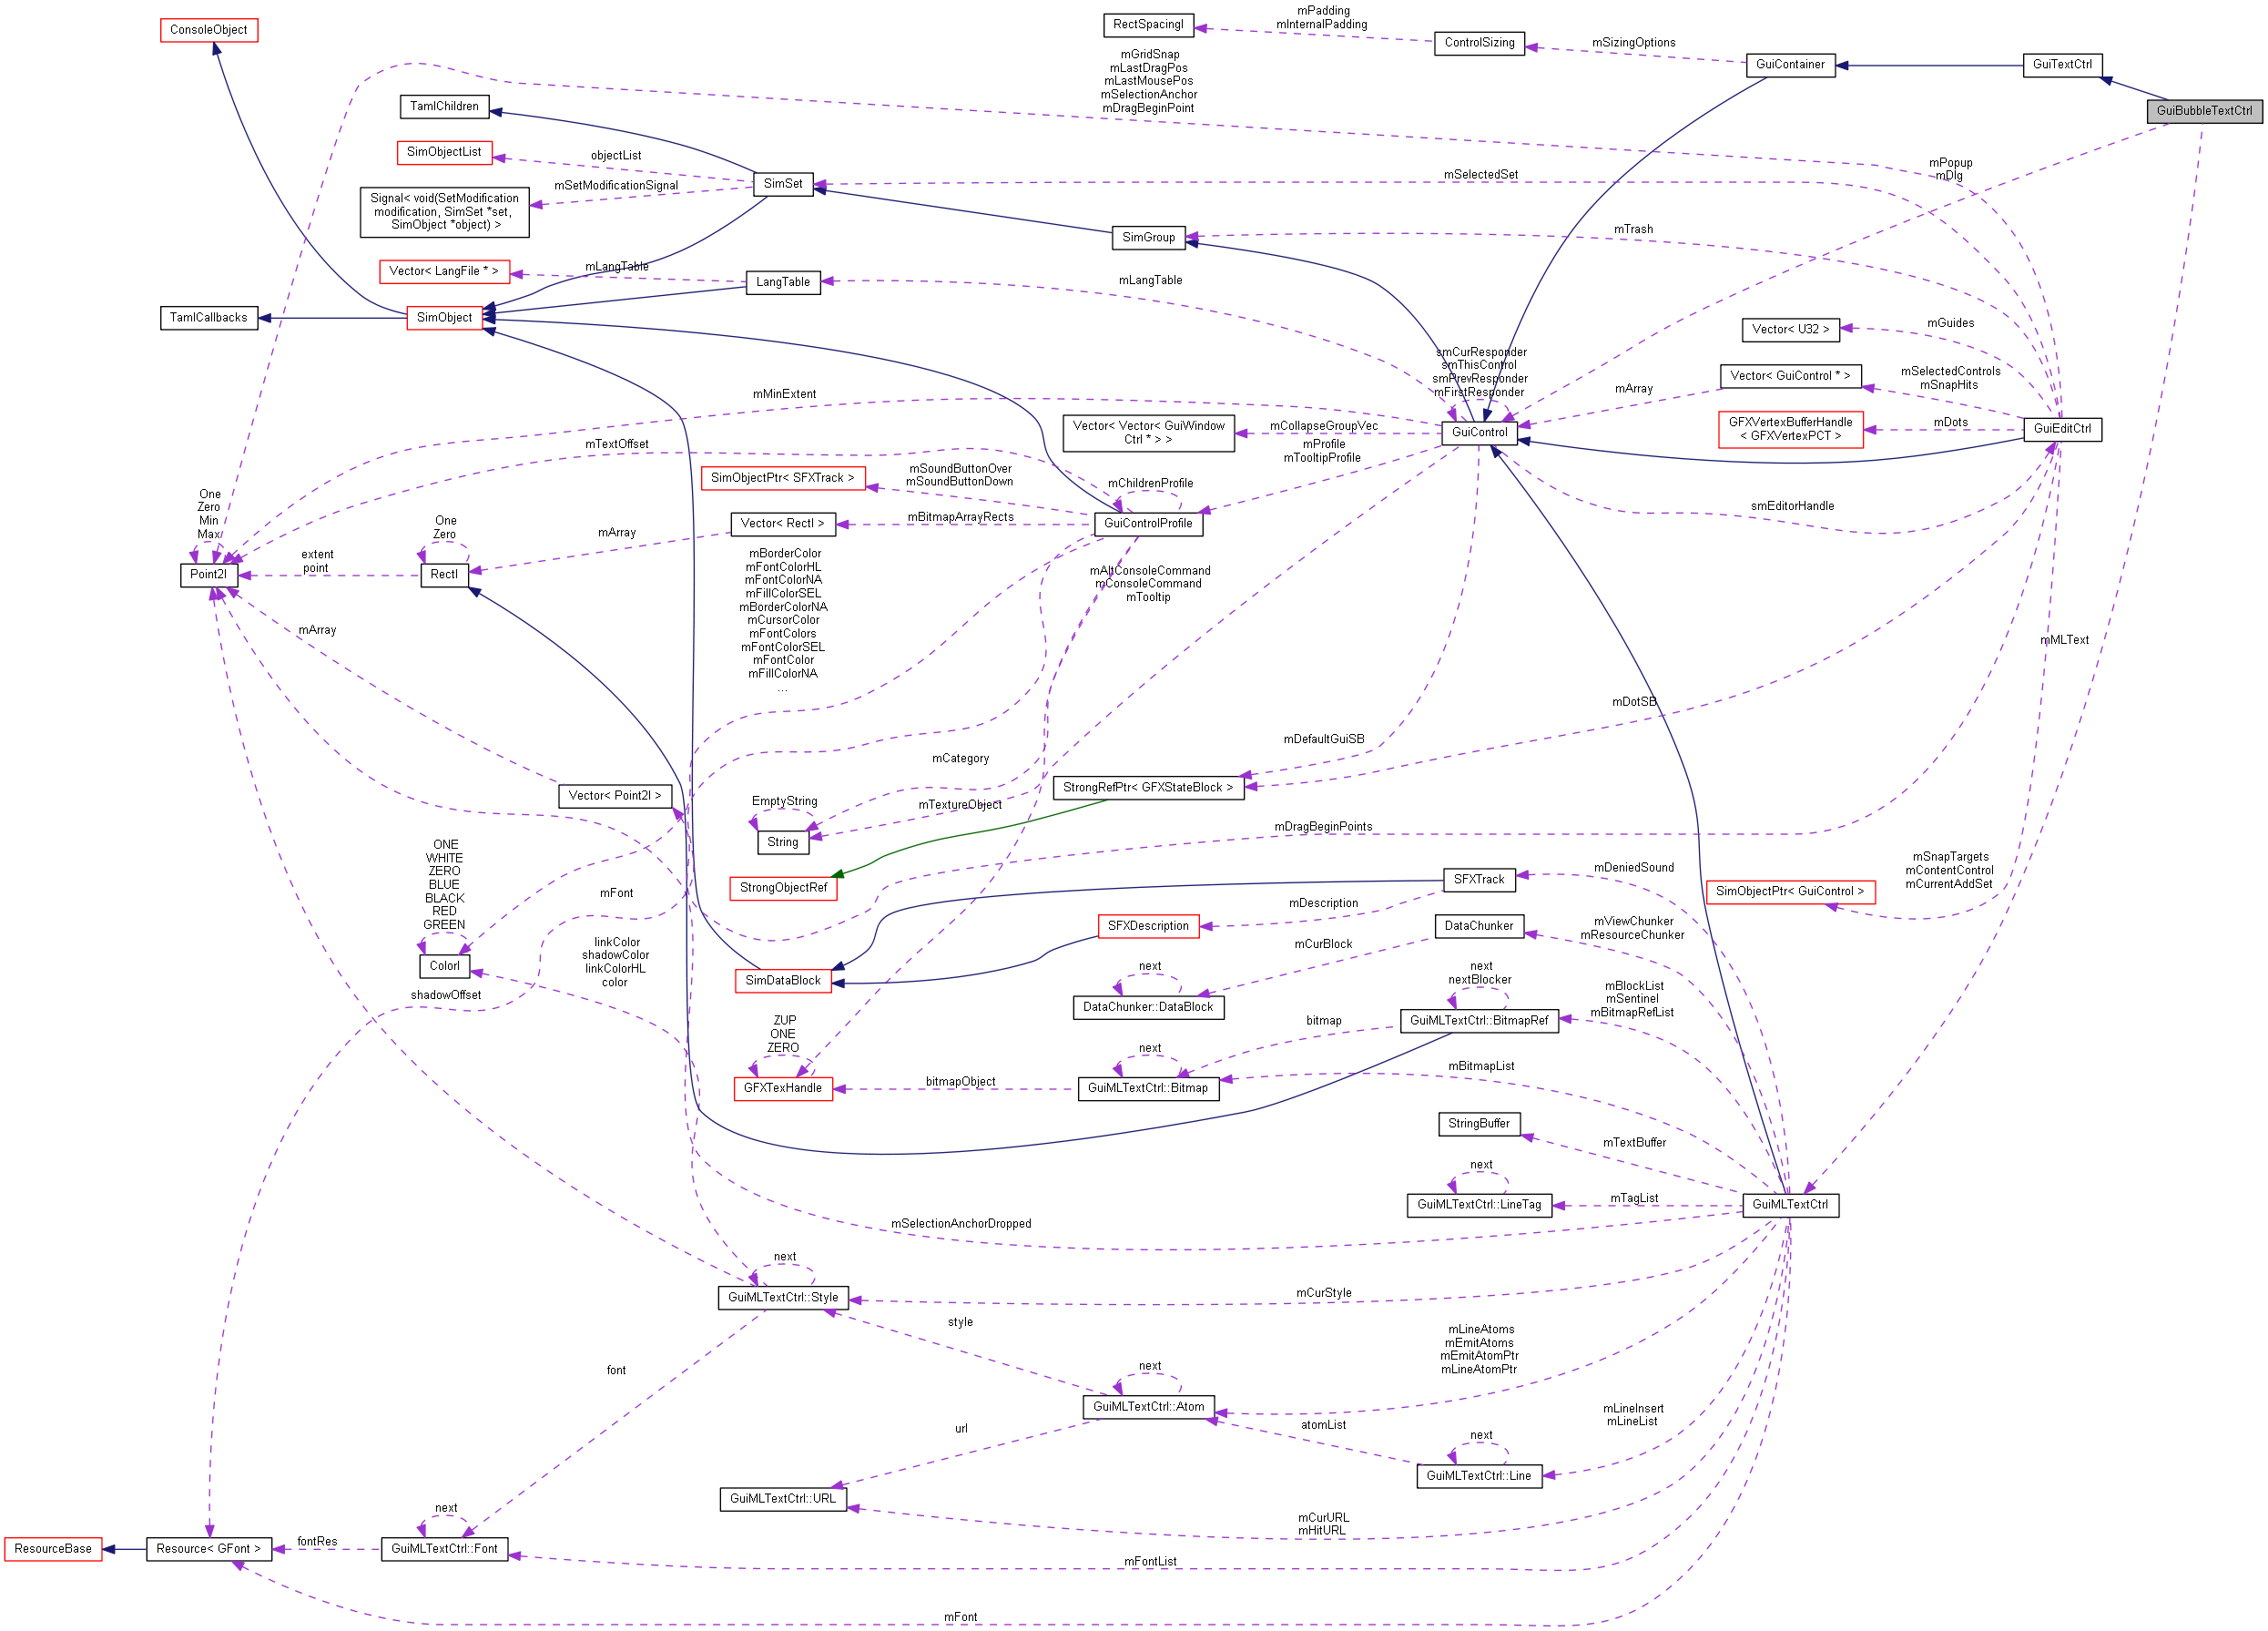 ConsoleObject
RectSpacingI
mPadding
mInternalPadding
ControlSizing
mSizingOptions
GuiContainer
GuiTextCtrl
GuiBubbleTextCtrl
mGridSnap
mLastDragPos
mLastMousePos
mSelectionAnchor
mDragBeginPoint
TamlChildren
SimObjectList
objectList
mSetModificationSignal
SimSet
Signal< void(SetModification
modification, SimSet *set,
SimObject *object) >
mSelectedSet
mPopup
mDlg
SimGroup
mTrash
Vector< LangFile * >
mLangTable
LangTable
mLangTable
TamlCallbacks
SimObject
Vector< U32 >
mGuides
smCurResponder
smThisControl
smPrevResponder
mFirstResponder
mArray
Vector< GuiControl * >
mSelectedControls
mSnapHits
mMinExtent
Vector< Vector< GuiWindow
Ctrl * > >
mCollapseGroupVec
GuiControl
GFXVertexBufferHandle
< GFXVertexPCT >
mDots
GuiEditCtrl
mTextOffset
mProfile
mTooltipProfile
SimObjectPtr< SFXTrack >
mSoundButtonOver
mSoundButtonDown
mChildrenProfile
smEditorHandle
One
Zero
Min
Max
One
Zero
mArray
Vector< RectI >
mBitmapArrayRects
GuiControlProfile
Point2I
extent
point
RectI
mBorderColor
mFontColorHL
mFontColorNA
mFillColorSEL
mBorderColorNA
mCursorColor
mFontColors
mFontColorSEL
mFontColor
mFillColorNA
...
mAltConsoleCommand
mConsoleCommand
mTooltip
mArray
mMLText
mDotSB
mDefaultGuiSB
mCategory
Vector< Point2I >
StrongRefPtr< GFXStateBlock >
EmptyString
mTextureObject
String
mDragBeginPoints
ONE
WHITE
ZERO
BLUE
BLACK
RED
GREEN
mFont
StrongObjectRef
SFXTrack
mDeniedSound
SimObjectPtr< GuiControl >
mSnapTargets
mContentControl
mCurrentAddSet
mDescription
SFXDescription
DataChunker
mViewChunker
mResourceChunker
linkColor
shadowColor
linkColorHL
color
ColorI
mCurBlock
SimDataBlock
shadowOffset
next
DataChunker::DataBlock
next
nextBlocker
GuiMLTextCtrl::BitmapRef
mBlockList
mSentinel
mBitmapRefList
ZUP
ONE
ZERO
bitmap
next
GFXTexHandle
bitmapObject
GuiMLTextCtrl::Bitmap
mBitmapList
StringBuffer
mTextBuffer
next
GuiMLTextCtrl::LineTag
mTagList
GuiMLTextCtrl
mSelectionAnchorDropped
next
GuiMLTextCtrl::Style
mCurStyle
style
font
mLineAtoms
mEmitAtoms
mEmitAtomPtr
mLineAtomPtr
next
GuiMLTextCtrl::Atom
url
atomList
mLineInsert
mLineList
next
GuiMLTextCtrl::Line
GuiMLTextCtrl::URL
mCurURL
mHitURL
next
ResourceBase
Resource< GFont >
fontRes
GuiMLTextCtrl::Font
mFontList
mFont